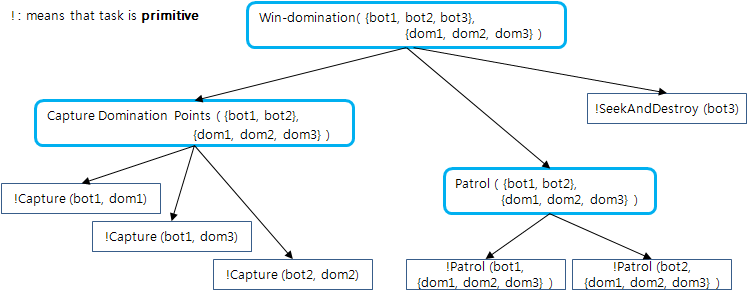 ! : means that task is primitive
Win-domination( {bot1, bot2, bot3},
{dom1, dom2, dom3} )
Capture Domination Points ( {bot1, bot2},
{dom1, dom2, dom3} )
!SeekAndDestroy (bot3)
Patrol ( {bot1, bot2},
{dom1, dom2, dom3} )
!Capture (bot1, dom1)
!Capture (bot1, dom3)
!Capture (bot2, dom2)
!Patrol (bot1,
{dom1, dom2, dom3} )
!Patrol (bot2,
{dom1, dom2, dom3} )